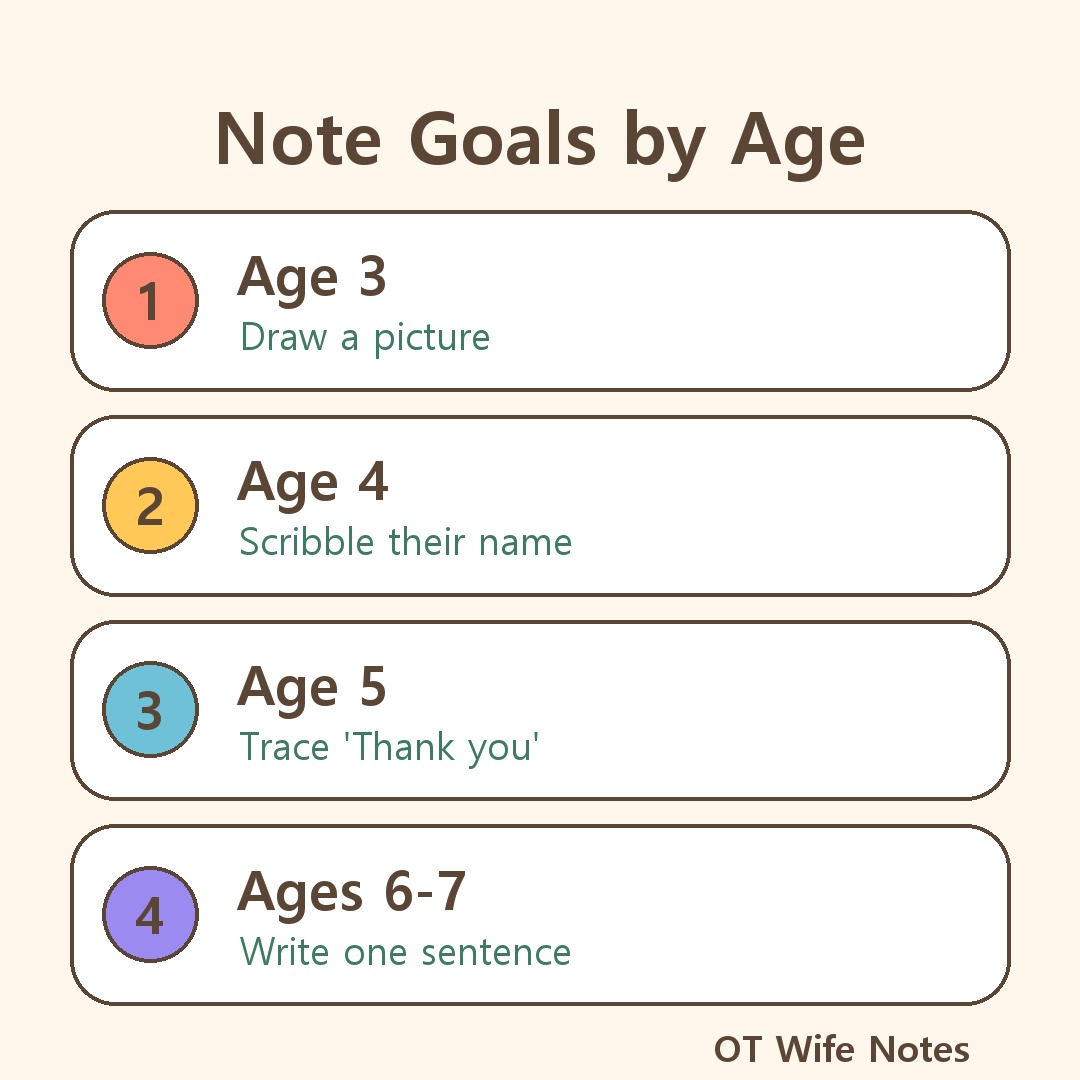 Note Goals by Age
1
Age 3
Draw a picture
2
Age 4
Scribble their name
3
Age 5
Trace 'Thank you'
4
Ages 6-7
Write one sentence
OT Wife Notes